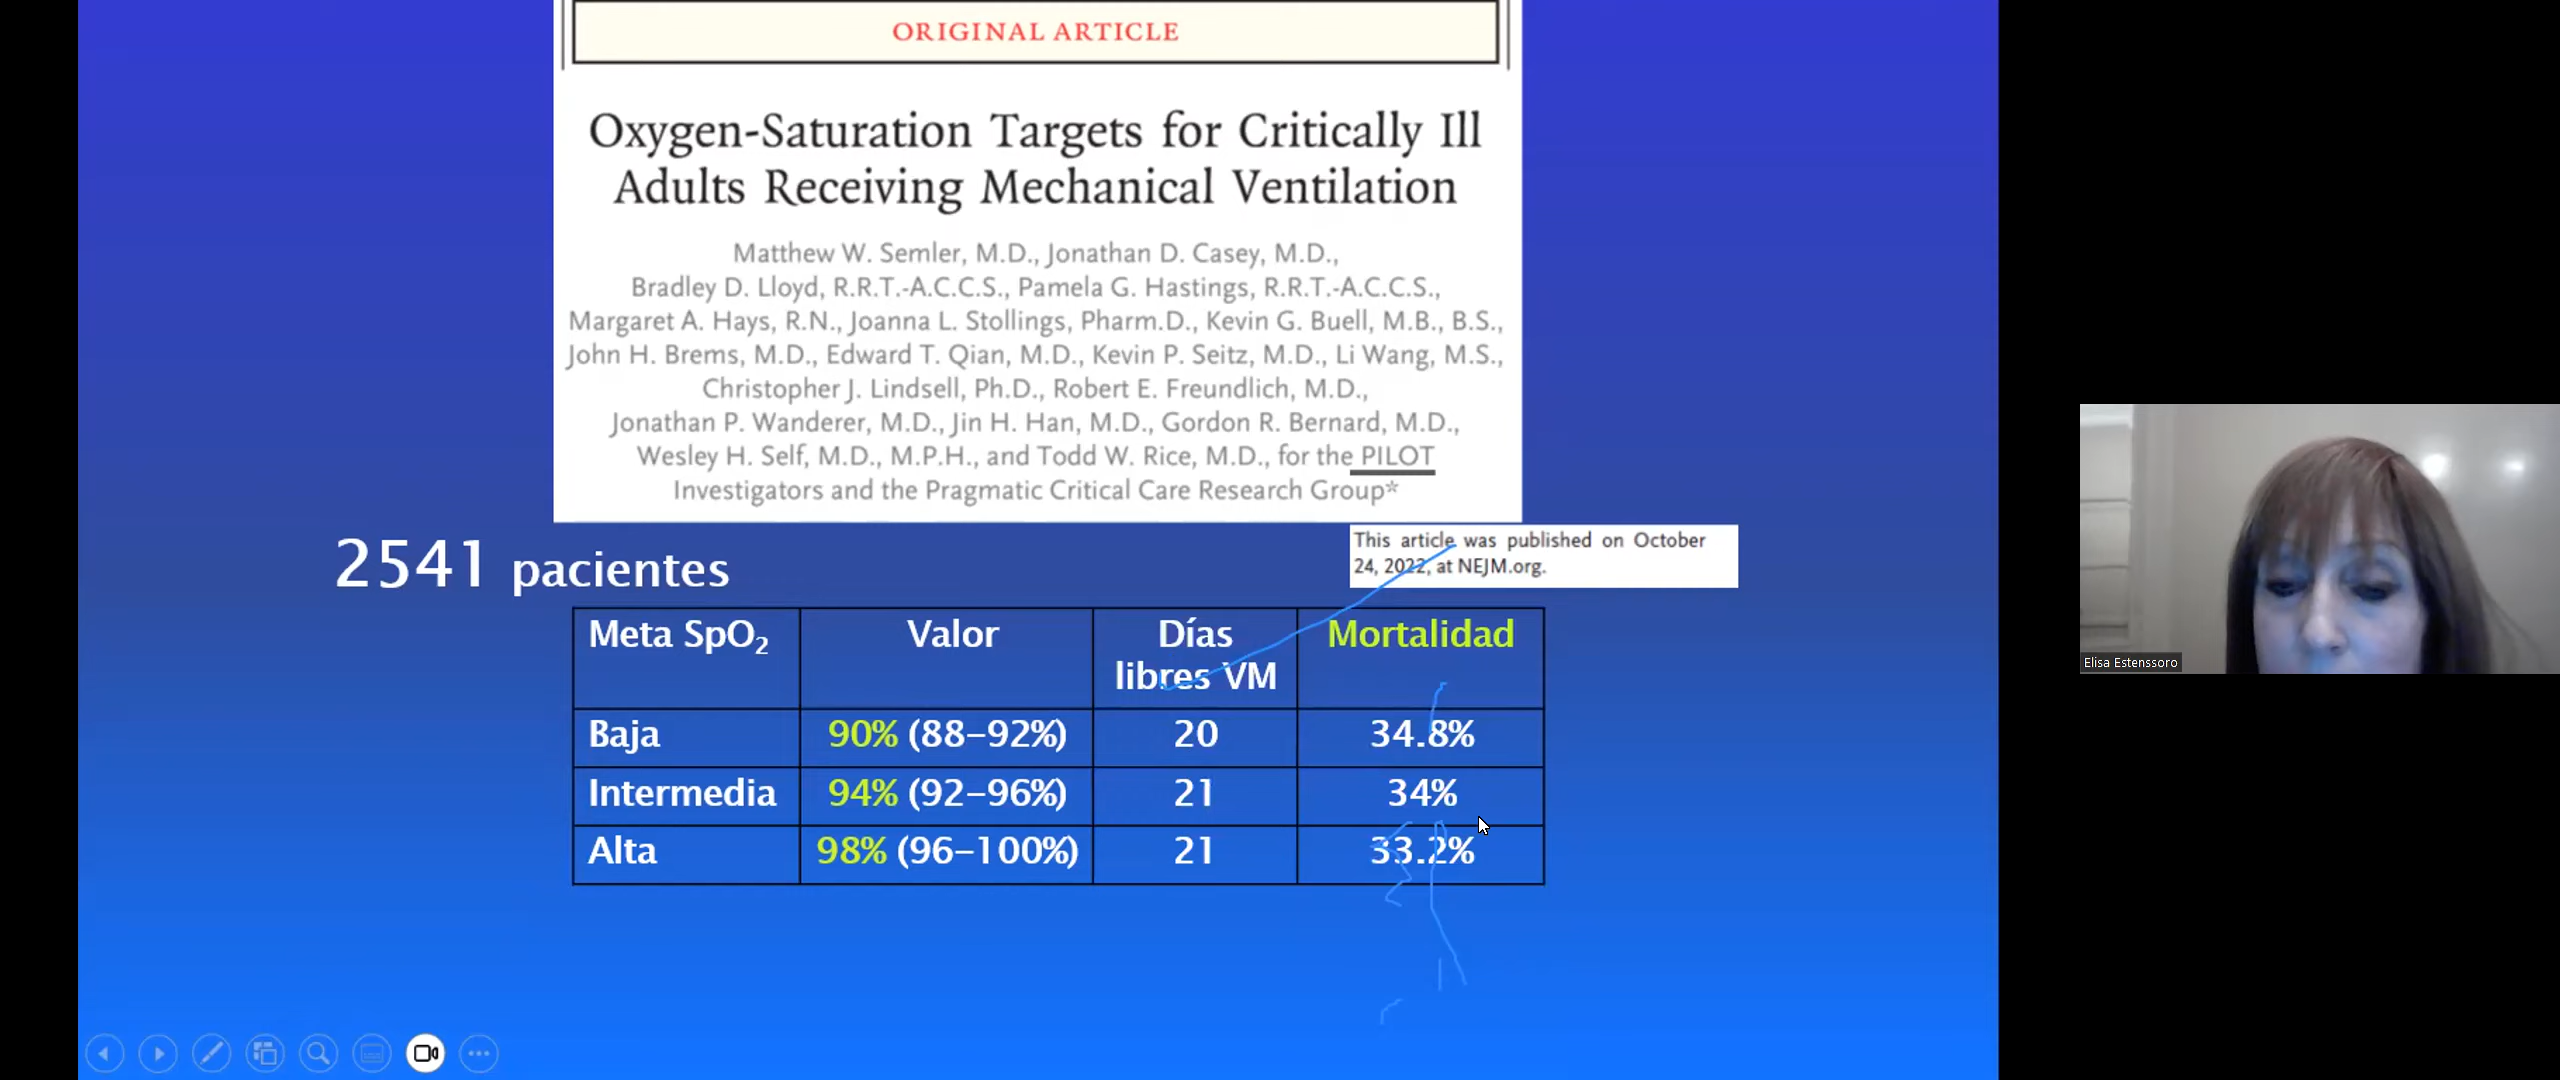 ORIGINAL ARTICLE
Oxygen-Saturation Targets for Critically Ill
Adults Receiving Mechanical Ventilation
Matthew W. Semler, M.D., Jonathan D. Casey, M.D.,
Bradley D. Lloyd, R.R.T.-A.C.C.S., Pamela G. Hastings, R.R.T.-A.C.C.S.,
Margaret A. Hays, R.N., Joanna L. Stollings, Pharm.D., Kevin G. Buell, M.B., B.S.,
John H. Brems, M.D., Edward T. Qian, M.D., Kevin P. Seitz, M.D., Li Wang, M.S.,
Christopher J. Lindsell, Ph.D., Robert E. Freundlich, M.D.,
Jonathan P. Wanderer, M.D., Jin H. Han, M.D., Gordon R. Bernard, M.D.,
Wesley H. Self, M.D., M.P.H., and Todd W. Rice, M.D., for the PILOT
Investigators and the Pragmatic Critical Care Research Group*
This article was published on October
24, 2022, at NEJM.org.
2541 pacientes
Meta SpO₂ Valor Días libres VM Mortalidad
Baja 90% (88–92%) 20 34.8%
Intermedia 94% (92–96%) 21 34%
Alta 98% (96–100%) 21 33.2%
Elisa Estenssoro